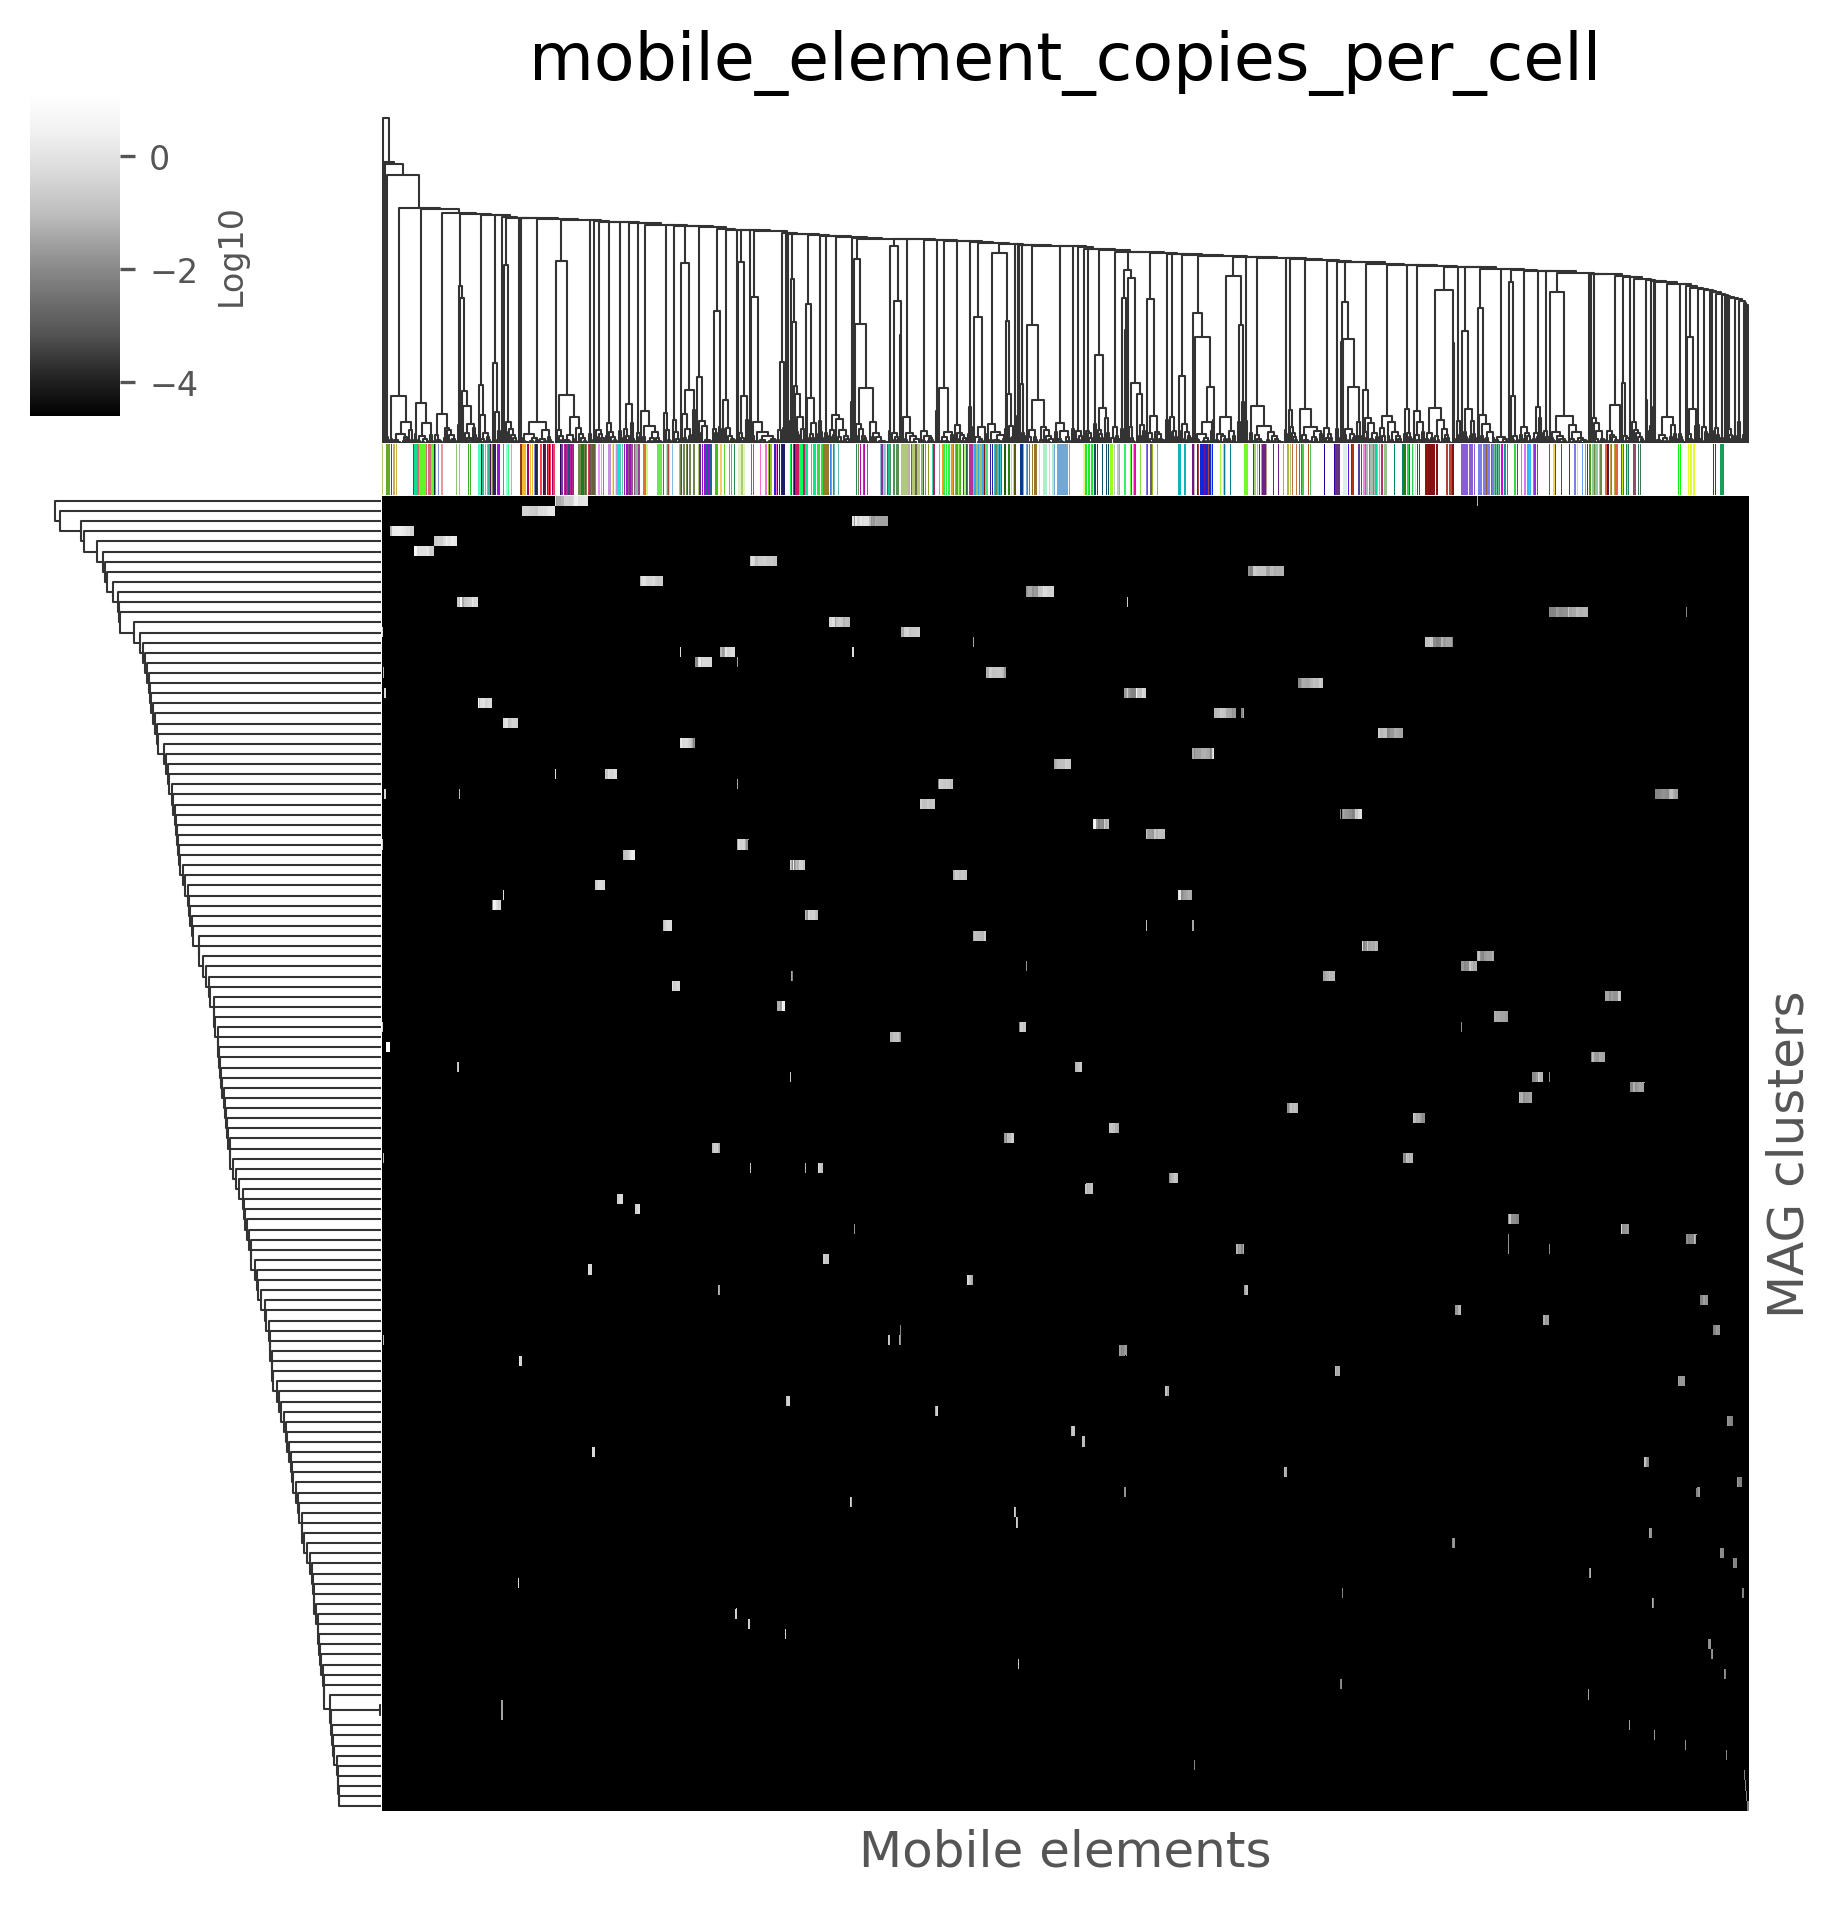 mobile_element_copies_per_cell
0
−2
−4
Log10
MAG clusters
Mobile elements